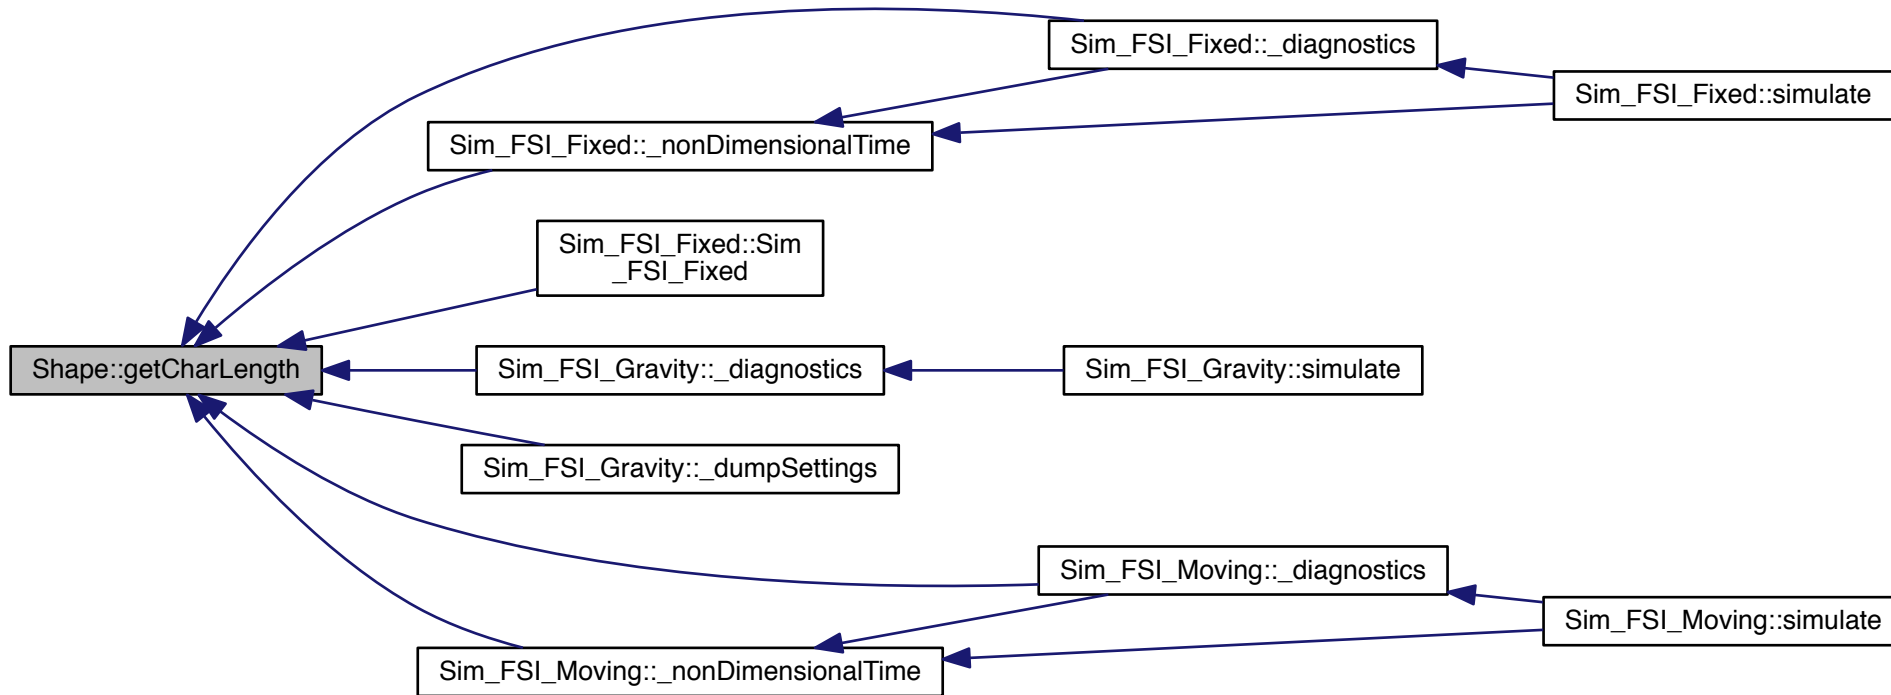 Sim_FSI_Fixed::_diagnostics
Sim_FSI_Fixed::simulate
Sim_FSI_Fixed::_nonDimensionalTime
Sim_FSI_Fixed::Sim
_FSI_Fixed
Shape::getCharLength
Sim_FSI_Gravity::_diagnostics
Sim_FSI_Gravity::simulate
Sim_FSI_Gravity::_dumpSettings
Sim_FSI_Moving::_diagnostics
Sim_FSI_Moving::simulate
Sim_FSI_Moving::_nonDimensionalTime